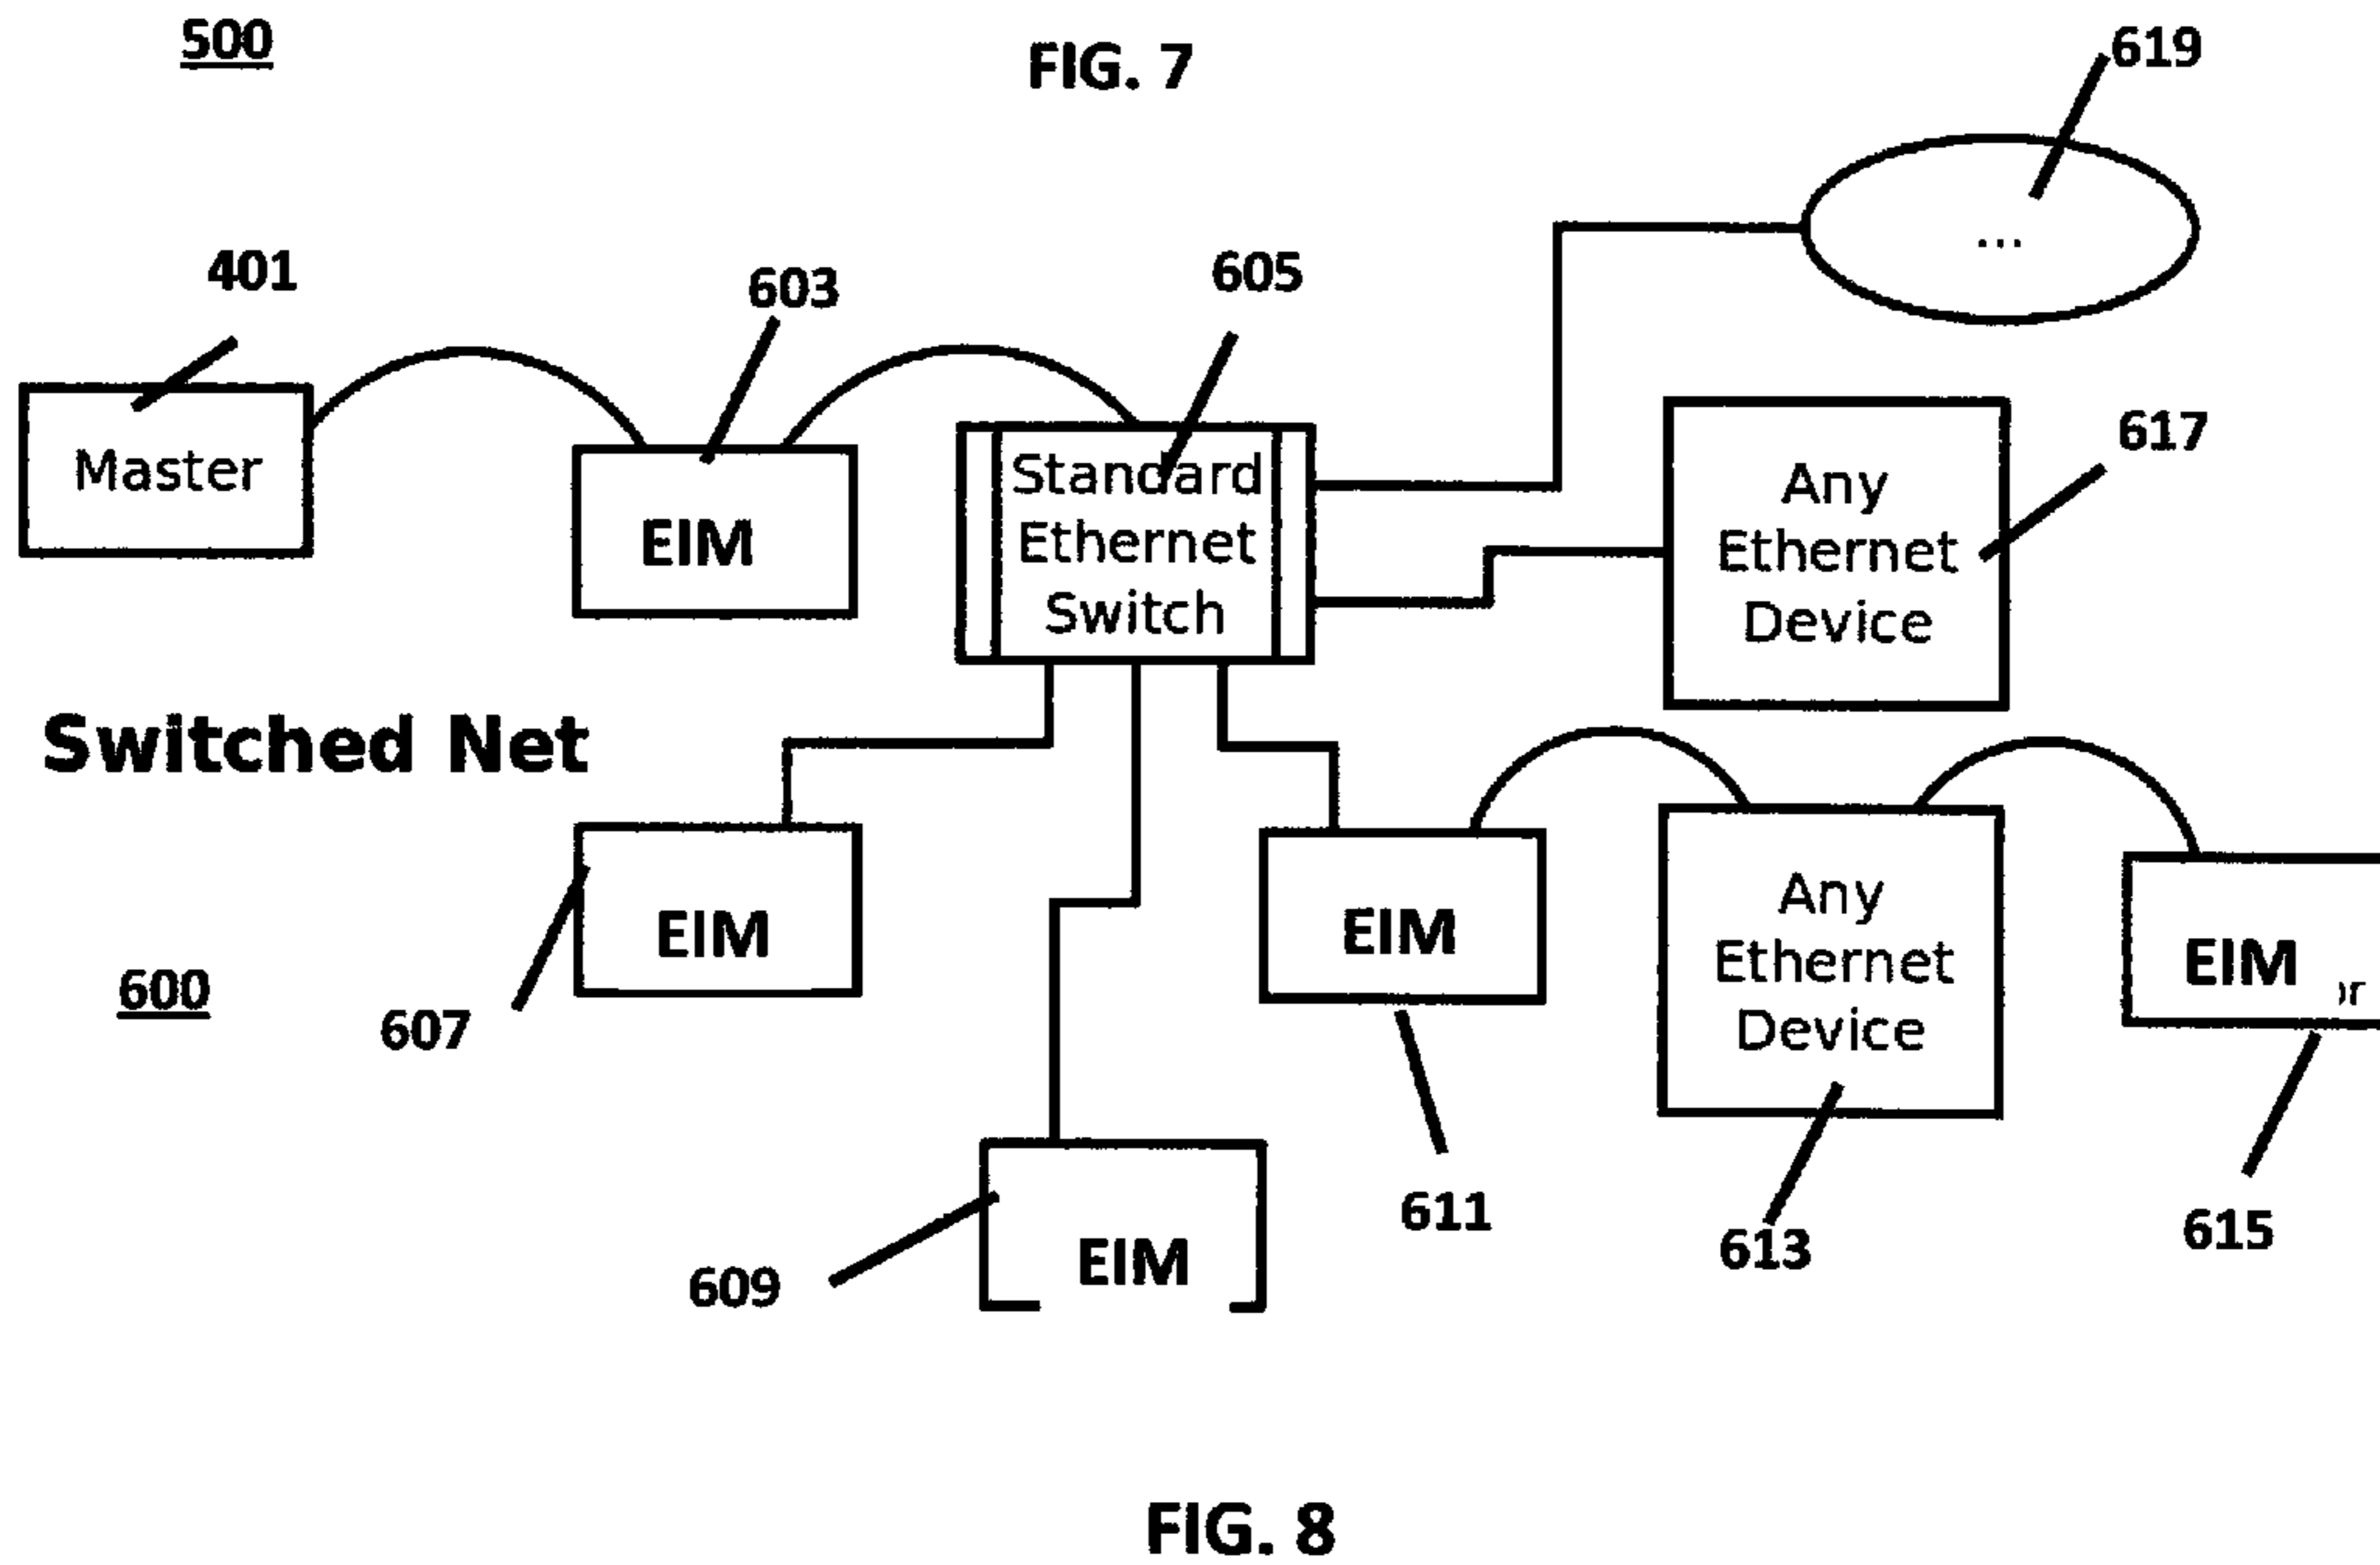 500
FIG. 7
619
401
603
605
...
617
Master
EIM
Standard
Ethernet
Switch
Any
Ethernet
Device
Switched Net
EIM
EIM
Any
Ethernet
Device
EIM
600
607
EIM
609
611
613
615
FIG. 8